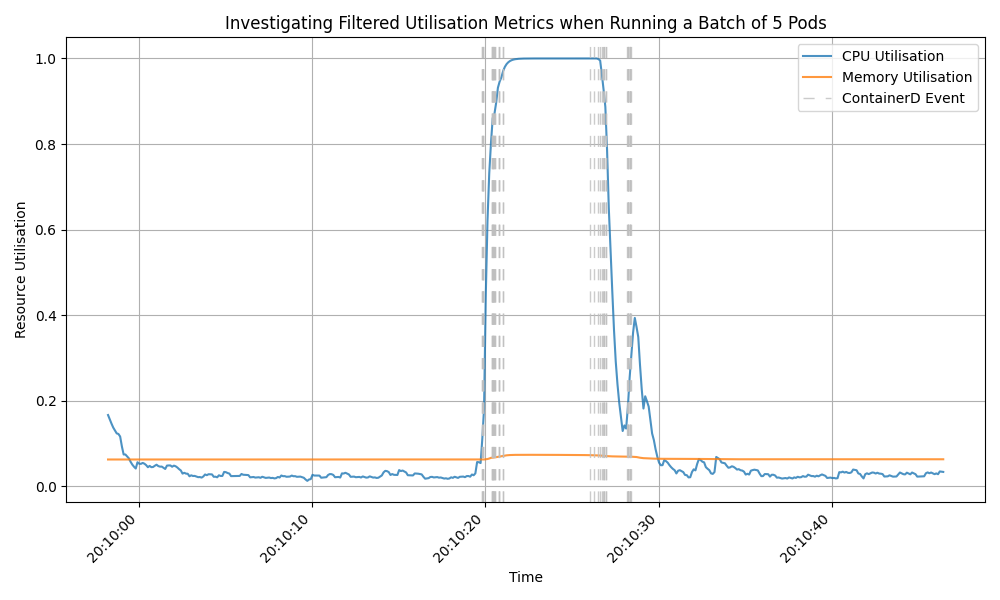 Investigating Filtered Utilisation Metrics when Running a Batch of 5 Pods
CPU Utilisation
Memory Utilisation
ContainerD Event
Resource Utilisation
1.0
0.8
0.6
0.4
0.2
0.0
20:10:00
20:10:10
20:10:20
20:10:30
20:10:40
Time